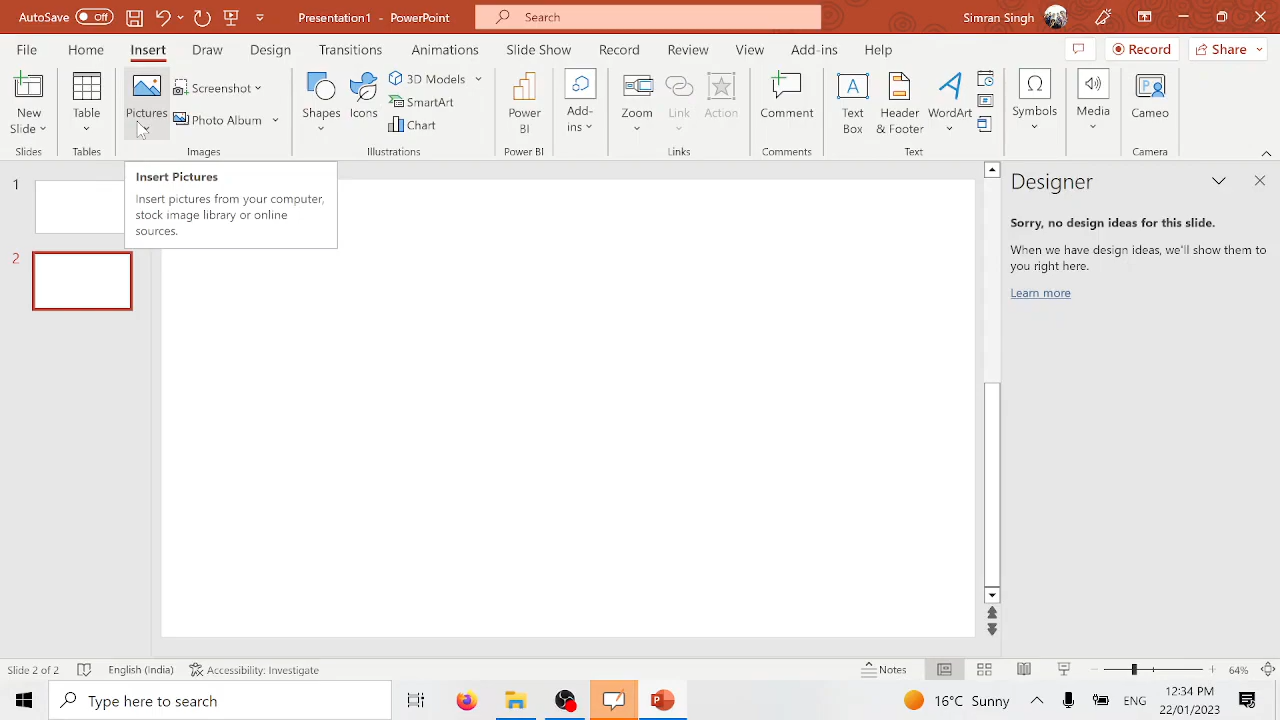 AutoSave Off Presentation1 - PowerPoint Search Simran Singh
File Home Insert Draw Design Transitions Animations Slide Show Record Review View Add-ins Help Record Share
New Slide
Table
Pictures
Screenshot
Photo Album
Shapes
Icons
3D Models
SmartArt
Chart
Power BI
Add-ins
Zoom
Link
Action
Comment
Text Box
Header & Footer
WordArt
Symbols
Media
Cameo
Slides Tables Images Illustrations Power BI Links Comments Text Camera
Insert Pictures
Insert pictures from your computer,
stock image library or online
sources.
1
2
Designer
Sorry, no design ideas for this slide.
When we have design ideas, we'll show them to
you right here.
Learn more
Slide 2 of 2 English (India) Accessibility: Investigate Notes 64%
Type here to search 16°C Sunny ENG 12:34 PM
22/01/2023